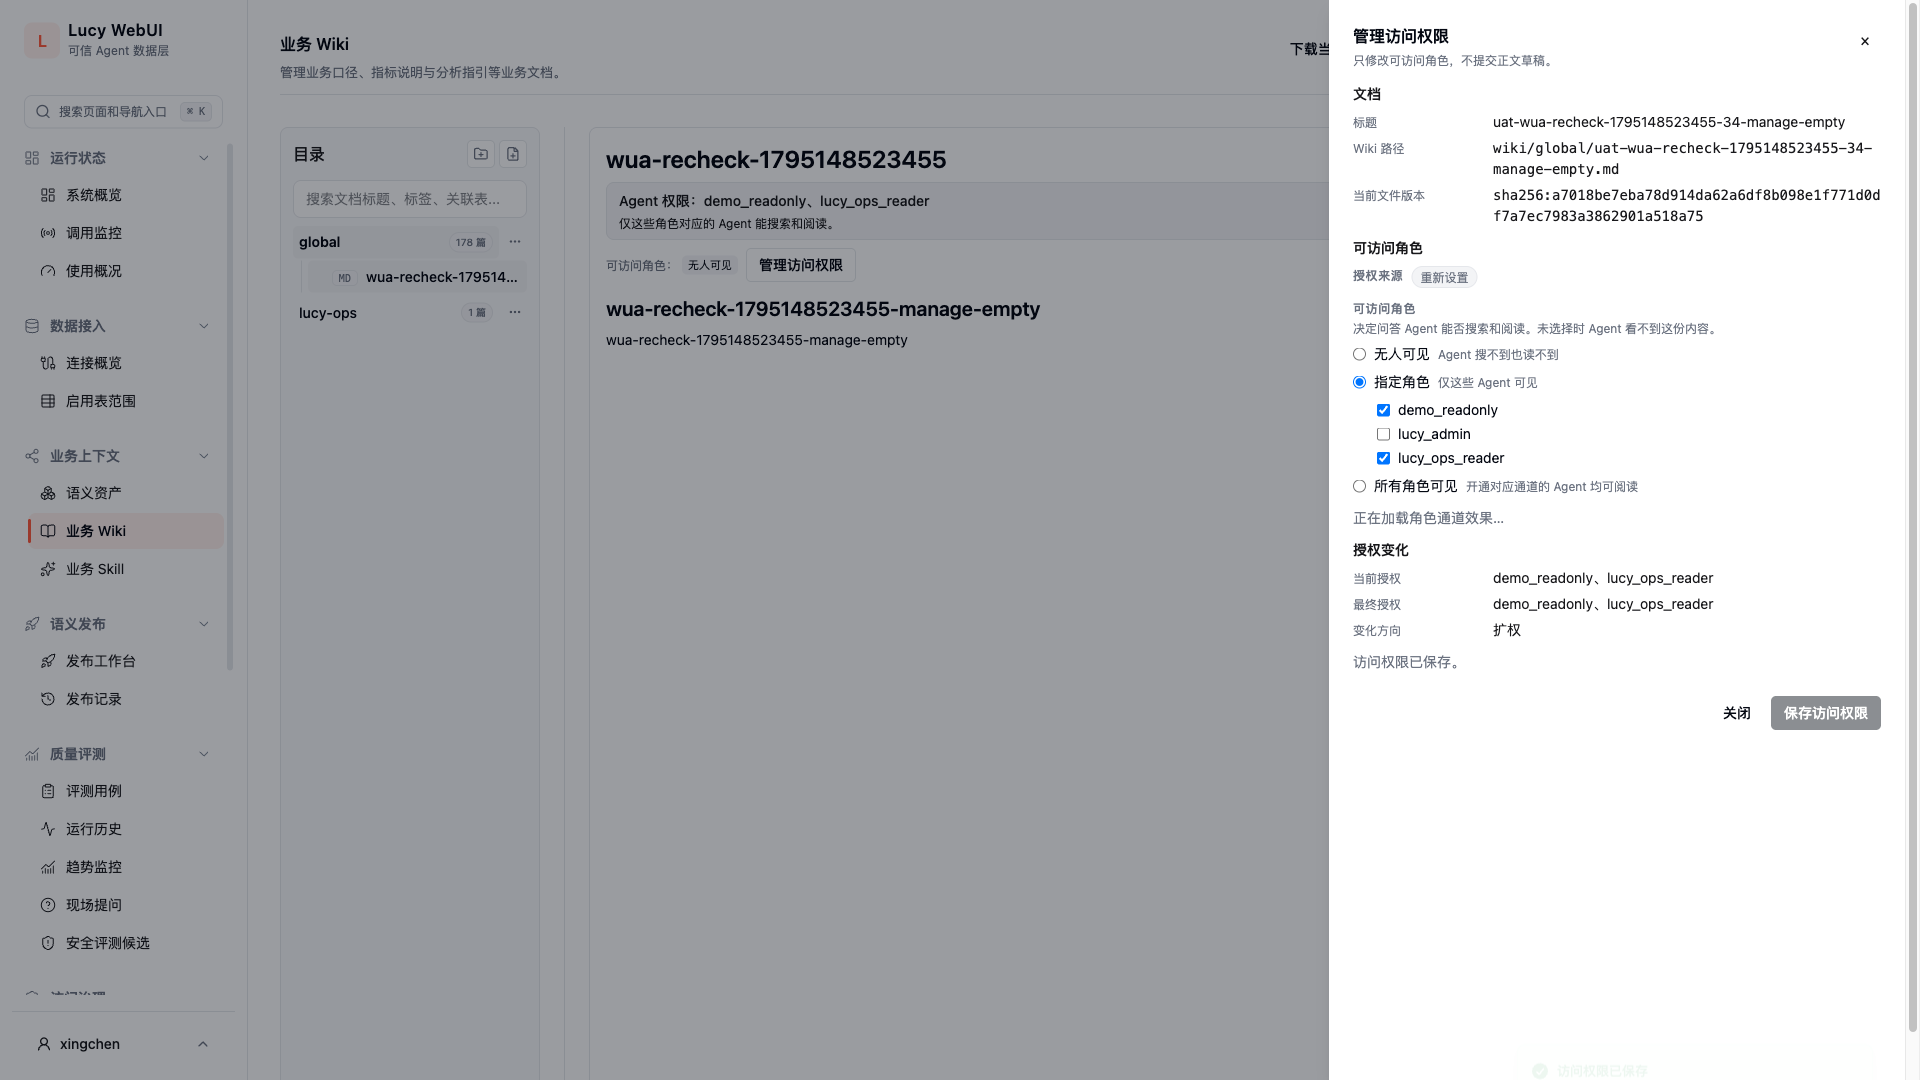 L
Lucy WebUI
可信 Agent 数据层
搜索页面和导航入口 ⌘ K
运行状态
系统概览
调用监控
使用概况
数据接入
连接概览
启用表范围
业务上下文
语义资产
业务 Wiki
业务 Skill
语义发布
发布工作台
发布记录
质量评测
评测用例
运行历史
趋势监控
现场提问
安全评测候选
xingchen
业务 Wiki
管理业务口径、指标说明与分析指引等业务文档。
下载当
目录
搜索文档标题、标签、关联表...
global 178 篇 ...
MD wua-recheck-179514...
lucy-ops 1 篇 ...
wua-recheck-1795148523455
Agent 权限：demo_readonly、lucy_ops_reader
仅这些角色对应的 Agent 能搜索和阅读。
可访问角色： 无人可见 管理访问权限
wua-recheck-1795148523455-manage-empty
wua-recheck-1795148523455-manage-empty
管理访问权限
只修改可访问角色，不提交正文草稿。
文档
标题 uat-wua-recheck-1795148523455-34-manage-empty
Wiki 路径 wiki/global/uat-wua-recheck-1795148523455-34-
manage-empty.md
当前文件版本 sha256:a7018be7eba78d914da62a6df8b098e1f771d0d
f7a7ec7983a3862901a518a75
可访问角色
授权来源 重新设置
可访问角色
决定问答 Agent 能否搜索和阅读。未选择时 Agent 看不到这份内容。
无人可见 Agent 搜不到也读不到
指定角色 仅这些 Agent 可见
demo_readonly
lucy_admin
lucy_ops_reader
所有角色可见 开通对应通道的 Agent 均可阅读
正在加载角色通道效果...
授权变化
当前授权 demo_readonly、lucy_ops_reader
最终授权 demo_readonly、lucy_ops_reader
变化方向 扩权
访问权限已保存。
关闭 保存访问权限
访问权限已保存